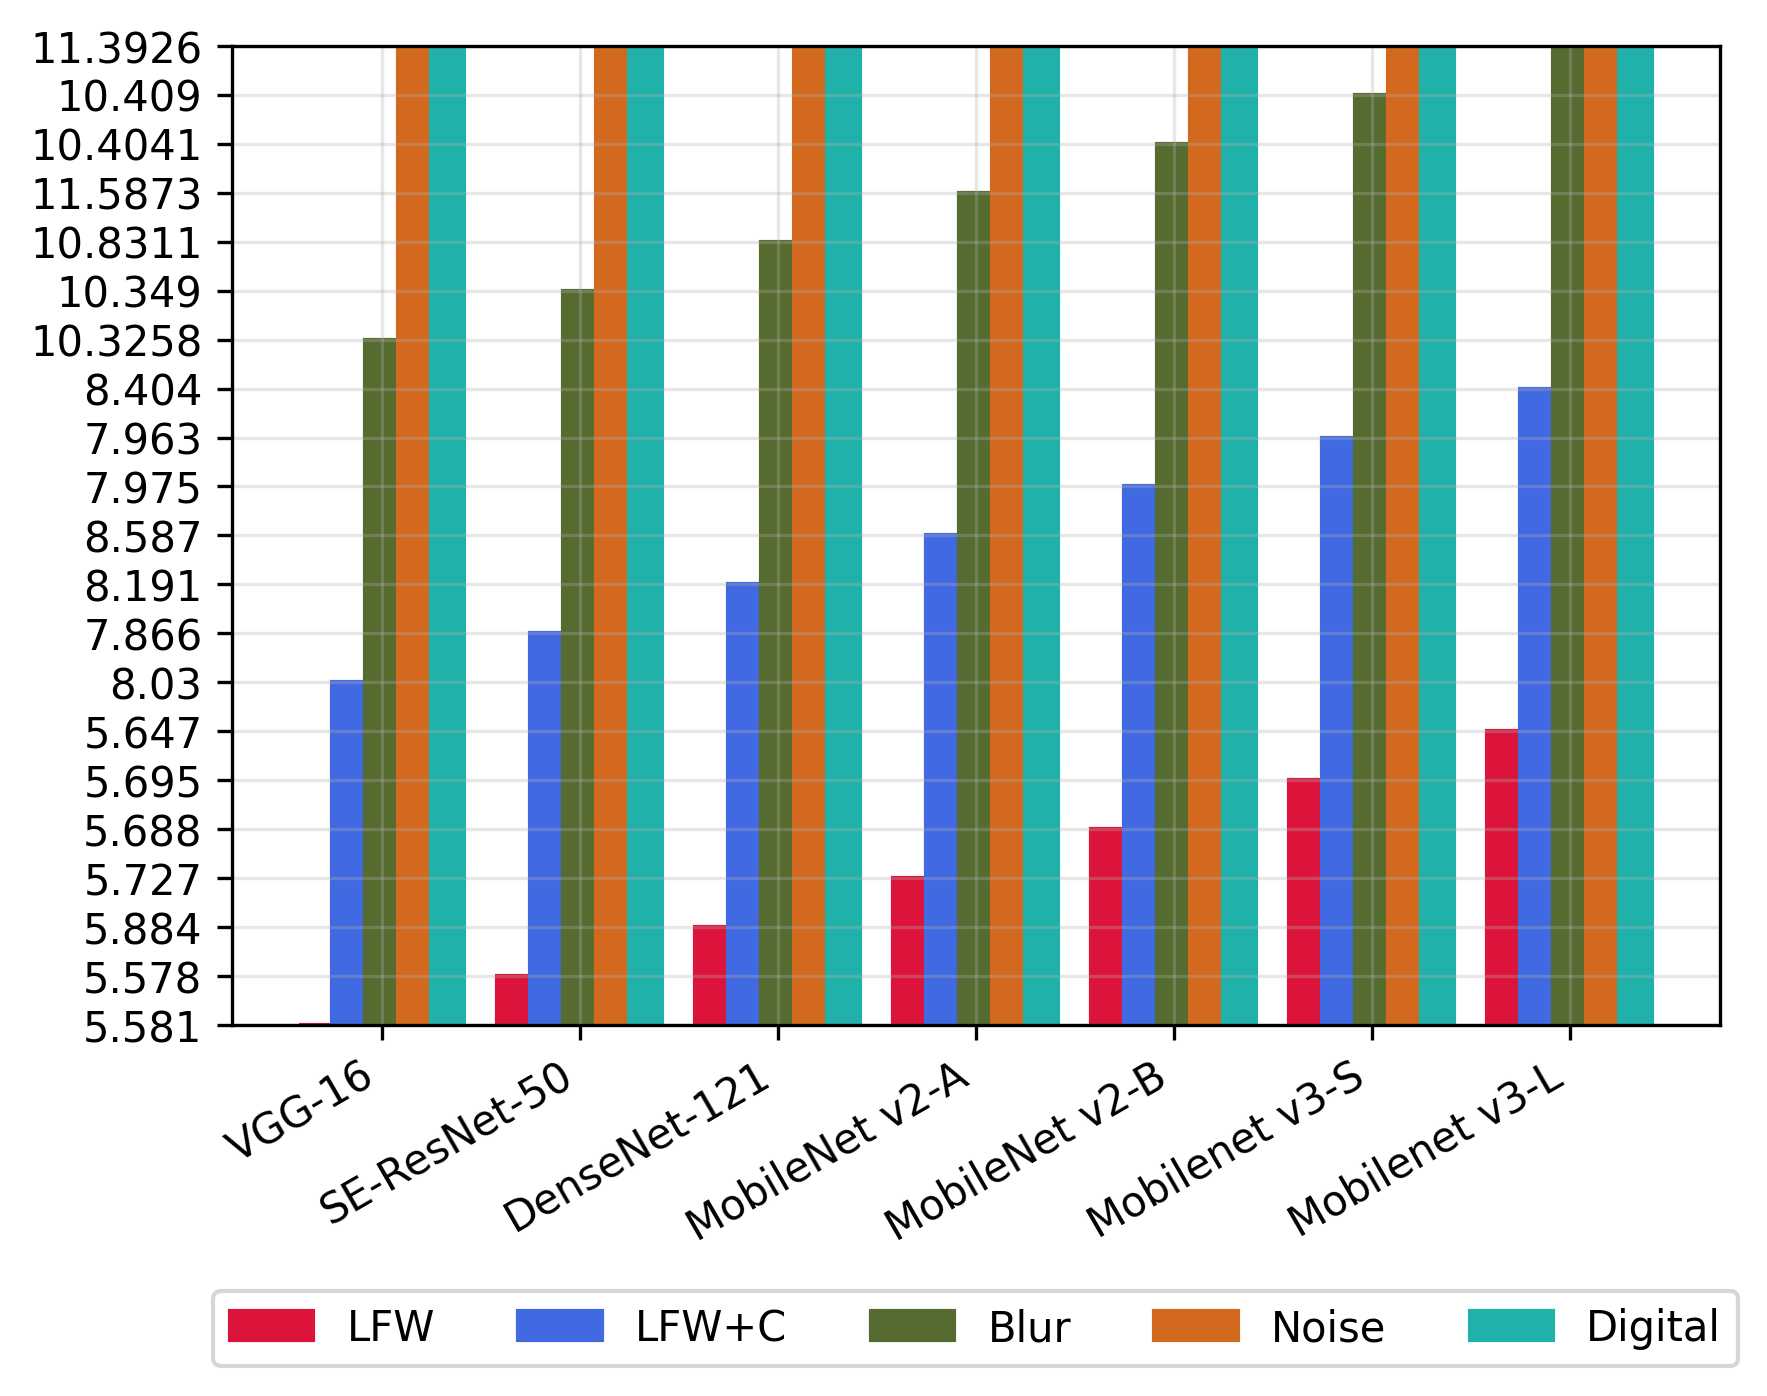 11.3926
10.409
10.4041
11.5873
10.8311
10.349
10.3258
8.404
7.963
7.975
8.587
8.191
7.866
8.03
5.647
5.695
5.688
5.727
5.884
5.578
5.581
VGG-16
SE-ResNet-50
DenseNet-121
MobileNet v2-A
MobileNet v2-B
Mobilenet v3-S
Mobilenet v3-L
LFW LFW+C Blur Noise Digital